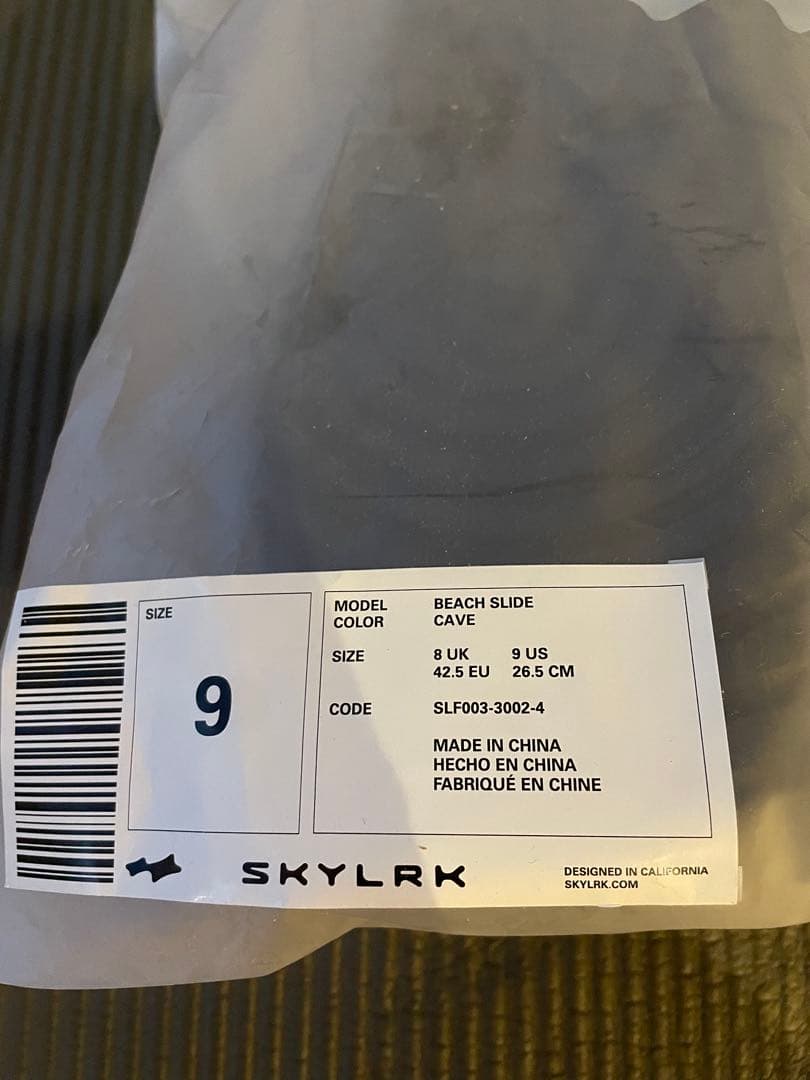 SIZE
9
MODEL BEACH SLIDE
COLOR CAVE
SIZE 8 UK 9 US
42.5 EU 26.5 CM
CODE SLF003-3002-4
MADE IN CHINA
HECHO EN CHINA
FABRIQUÉ EN CHINE
SKYLRK
DESIGNED IN CALIFORNIA
SKYLRK.COM